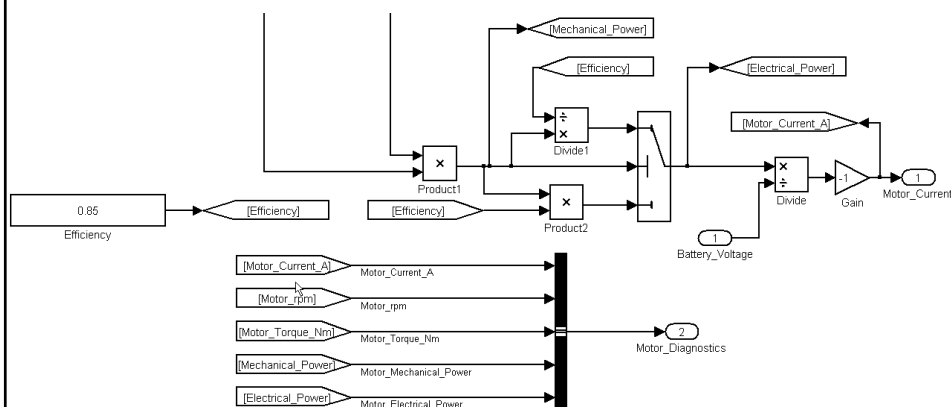 [Mechanical_Power]
[Efficiency]
[Electrical_Power]
[Motor_Current_A]
÷
×
Divide1
×
Product1
×
÷
Divide
-1
Gain
1
Motor_Current
0.85
Efficiency
[Efficiency]
[Efficiency]
×
Product2
1
Battery_Voltage
[Motor_Current_A]
Motor_Current_A
[Motor_rpm]
Motor_rpm
[Motor_Torque_Nm]
Motor_Torque_Nm
2
Motor_Diagnostics
[Mechanical_Power]
Motor_Mechanical_Power
[Electrical_Power]
Motor_Electrical_Power